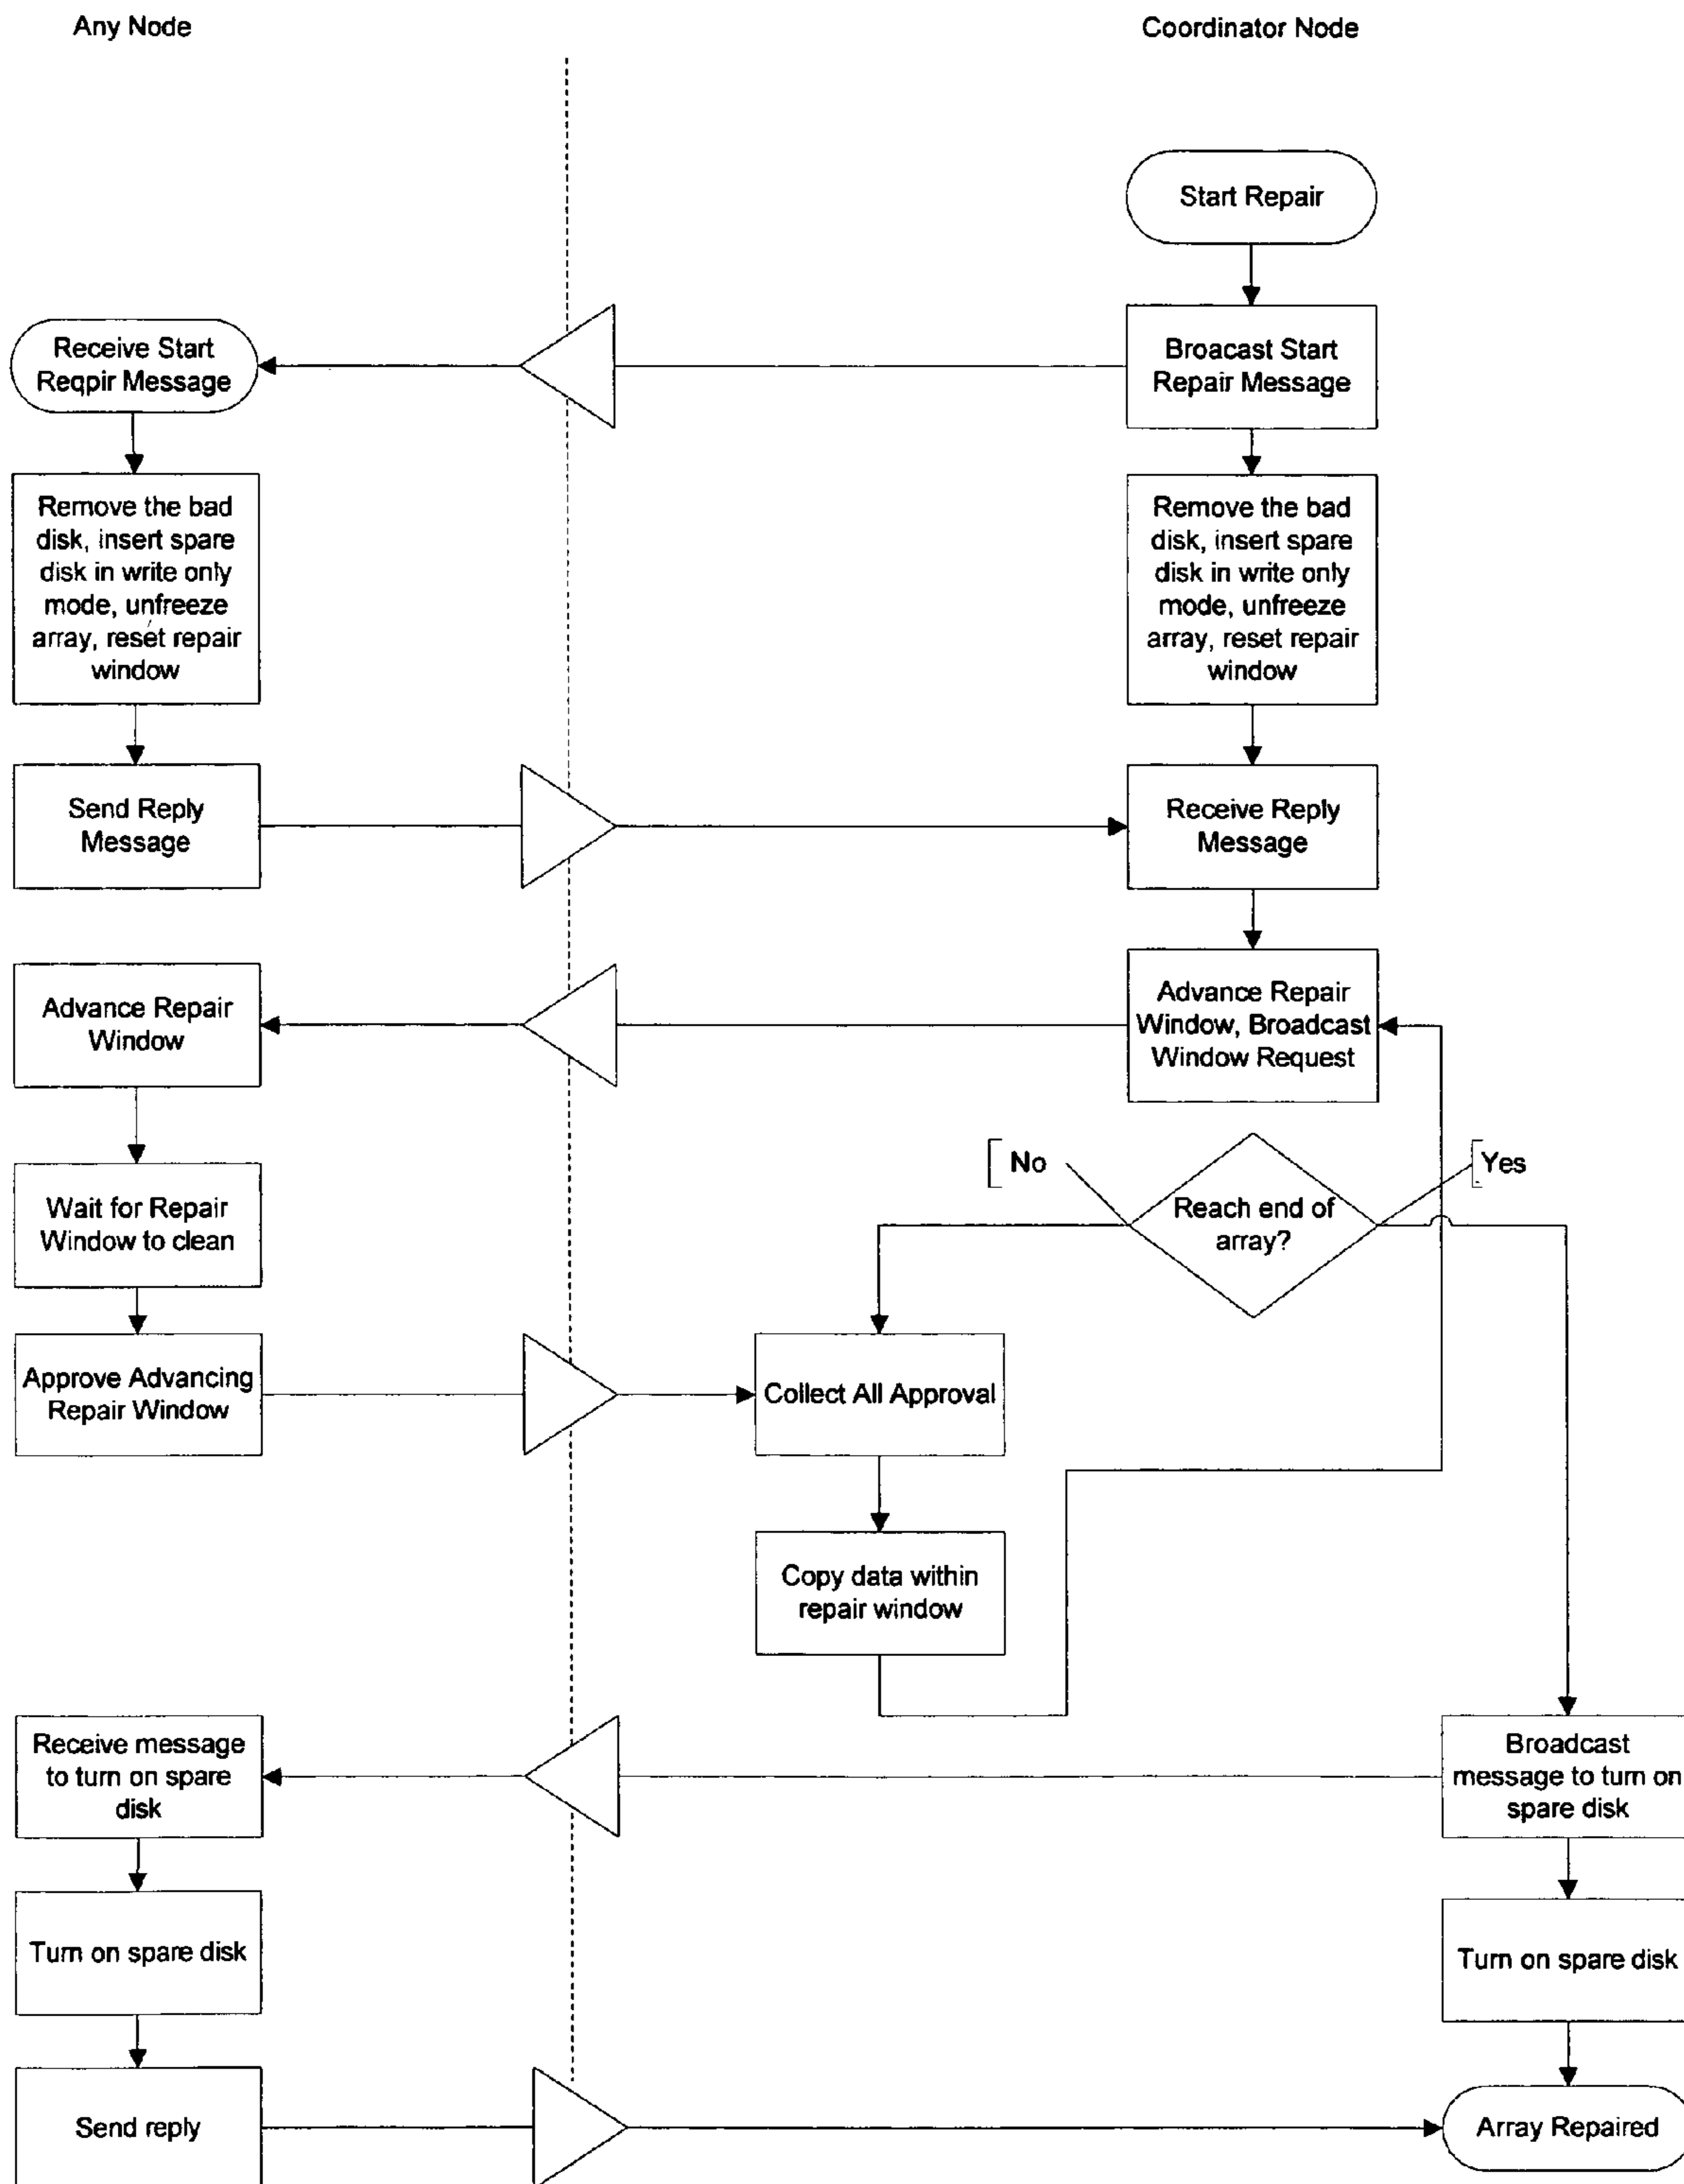 Any Node
Coordinator Node
Start Repair
Receive Start
Reqpir Message
Broacast Start
Repair Message
Remove the bad
disk, insert spare
disk in write only
mode, unfreeze
array, reset repair
window
Remove the bad
disk, insert spare
disk in write only
mode, unfreeze
array, reset repair
window
Send Reply
Message
Receive Reply
Message
Advance Repair
Window
Advance Repair
Window, Broadcast
Window Request
No
Yes
Reach end of
array?
Wait for Repair
Window to clean
Approve Advancing
Repair Window
Collect All Approval
Copy data within
repair window
Receive message
to turn on spare
disk
Broadcast
message to turn on
spare disk
Turn on spare disk
Turn on spare disk
Send reply
Array Repaired